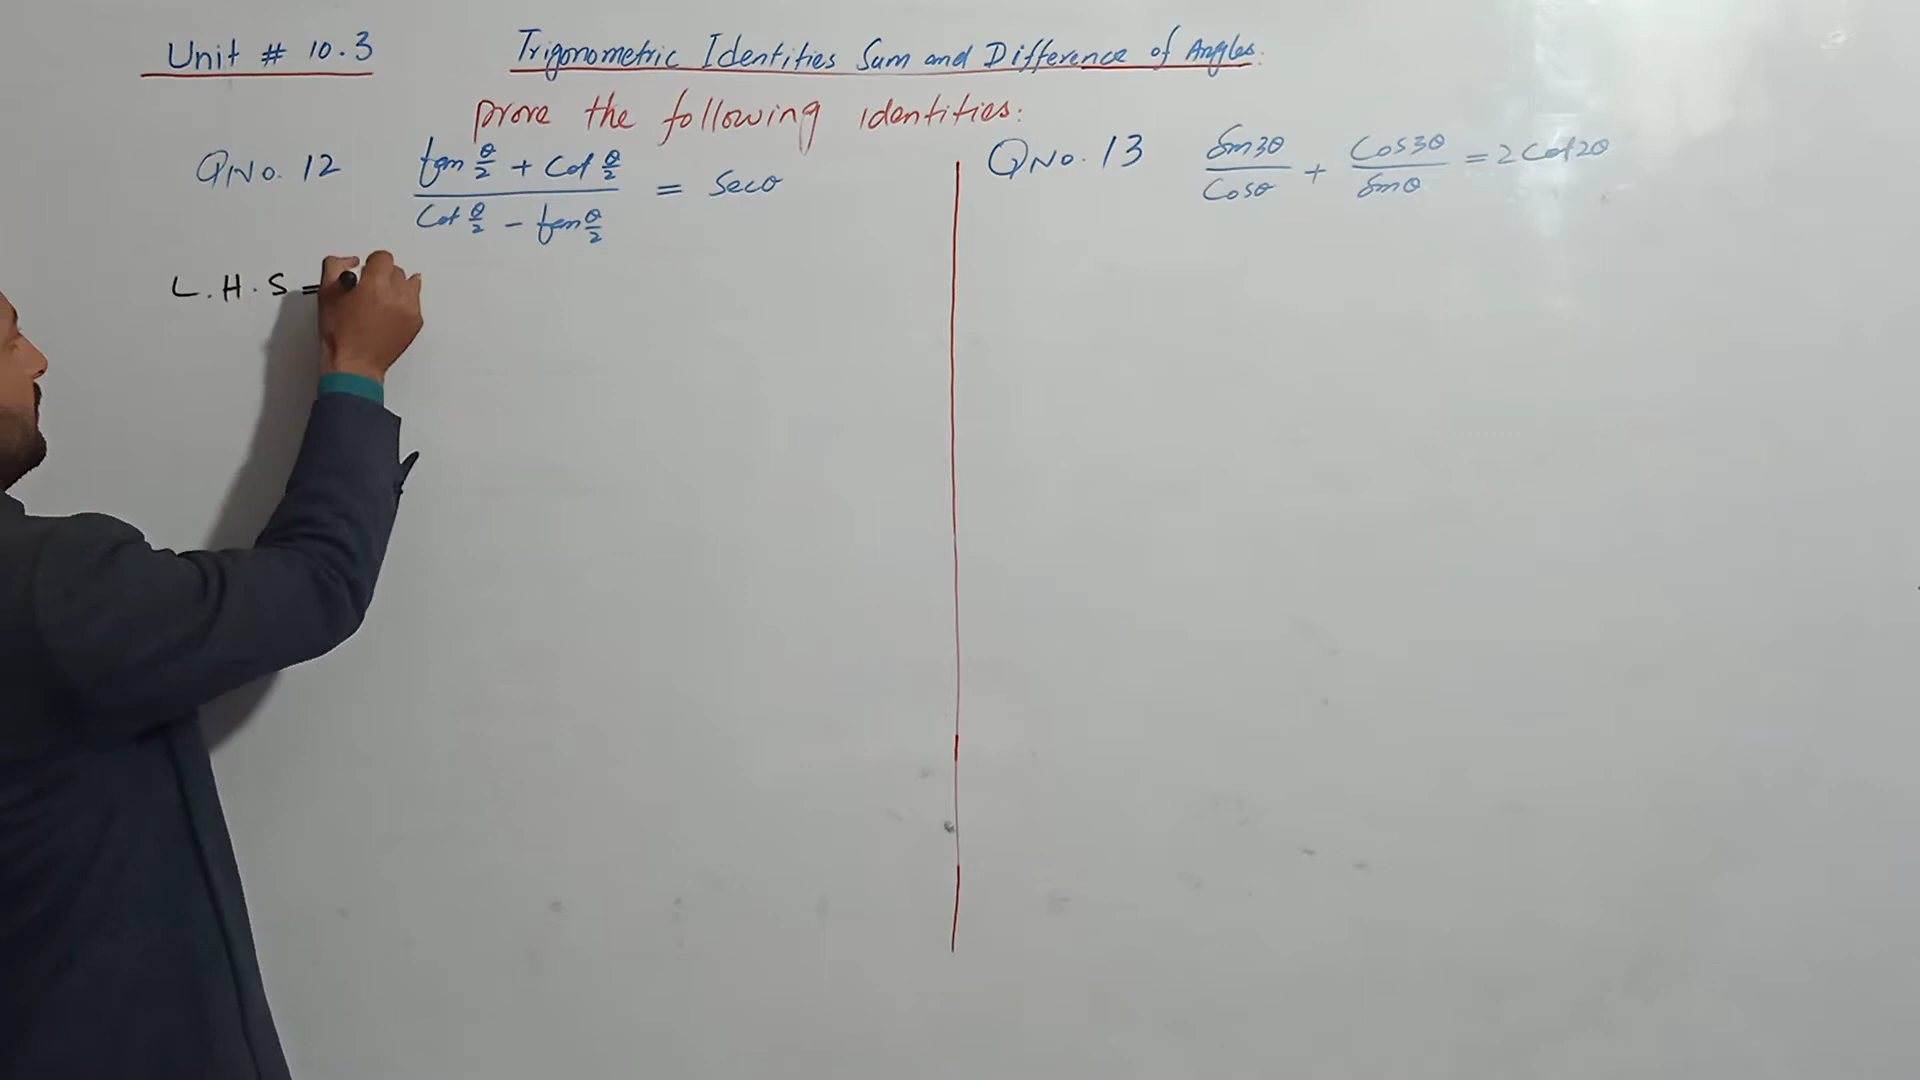 Unit # 10.3 Trigonometric Identities Sum and Difference of Angles.
Prove the following identities:
QNo. 12 (tan θ/2 + Cot θ/2) / (Cot θ/2 - tan θ/2) = Secθ
QNo. 13 Sin3θ/Cosθ + Cos3θ/Sinθ = 2Cot2θ
L.H.S =